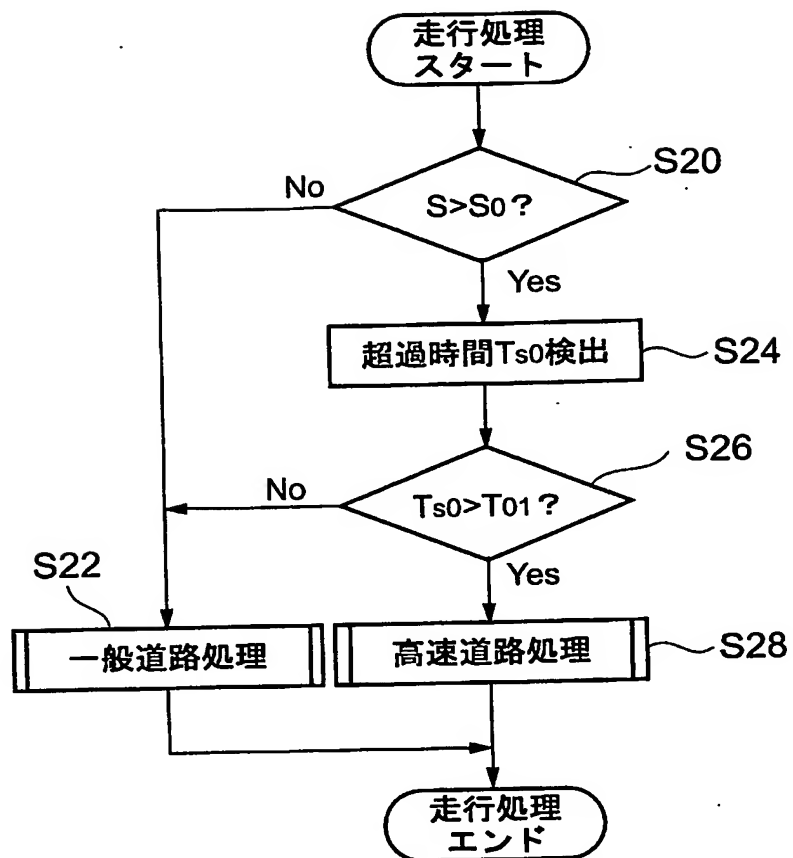 走行処理
スタート
S20
No
S>S0？
Yes
超過時間Ts0検出
S24
S26
No
Ts0>T01？
S22
Yes
一般道路処理
高速道路処理
S28
走行処理
エンド